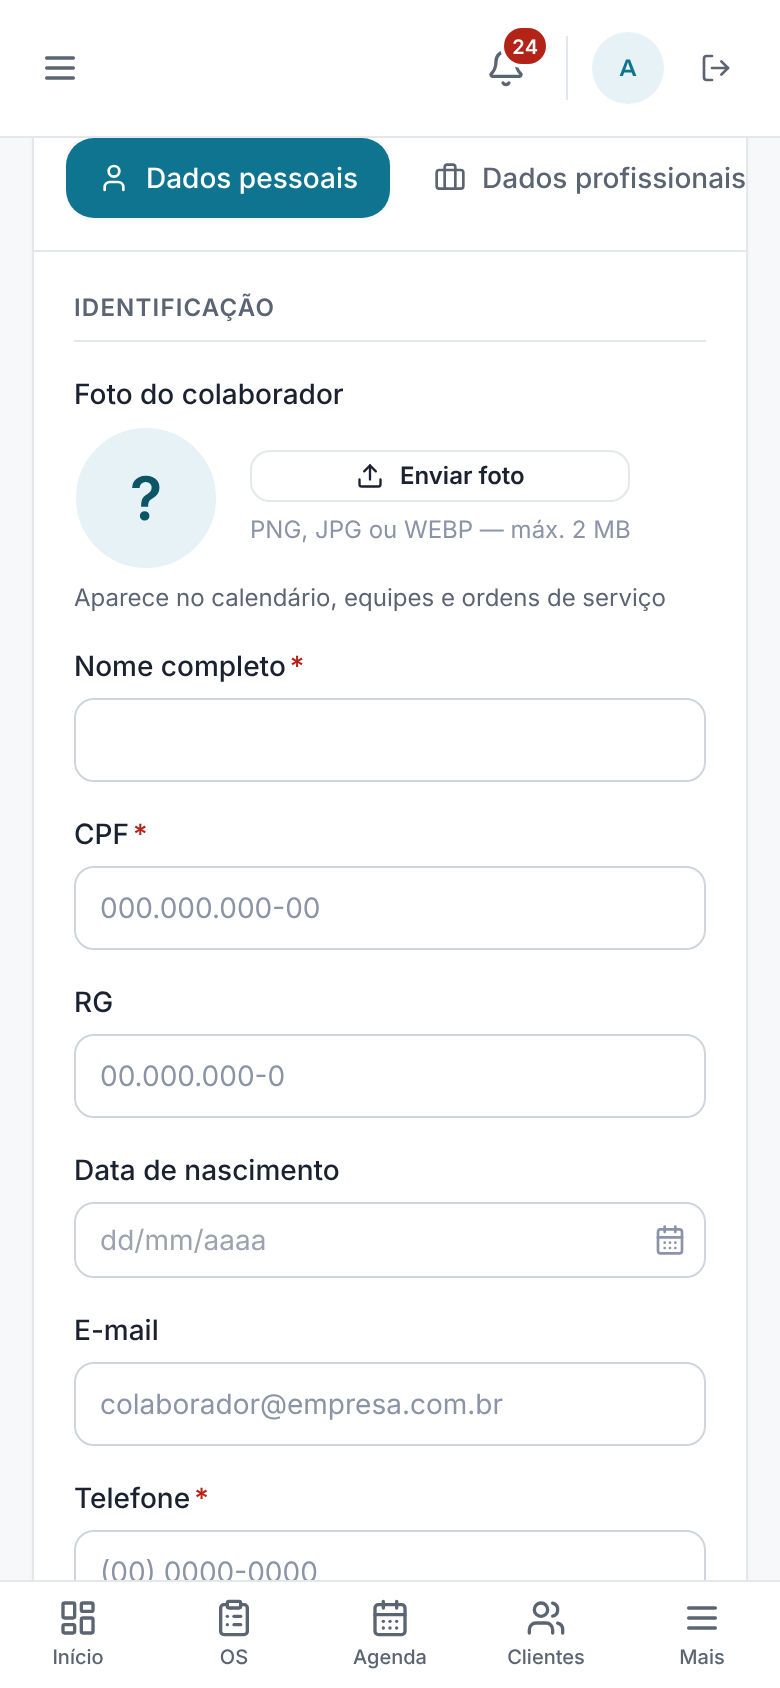 24
A
Dados pessoais
Dados profissionais
IDENTIFICAÇÃO
Foto do colaborador
?
Enviar foto
PNG, JPG ou WEBP — máx. 2 MB
Aparece no calendário, equipes e ordens de serviço
Nome completo *
CPF *
000.000.000-00
RG
00.000.000-0
Data de nascimento
dd/mm/aaaa
E-mail
colaborador@empresa.com.br
Telefone *
(00) 0000-0000
Início
OS
Agenda
Clientes
Mais